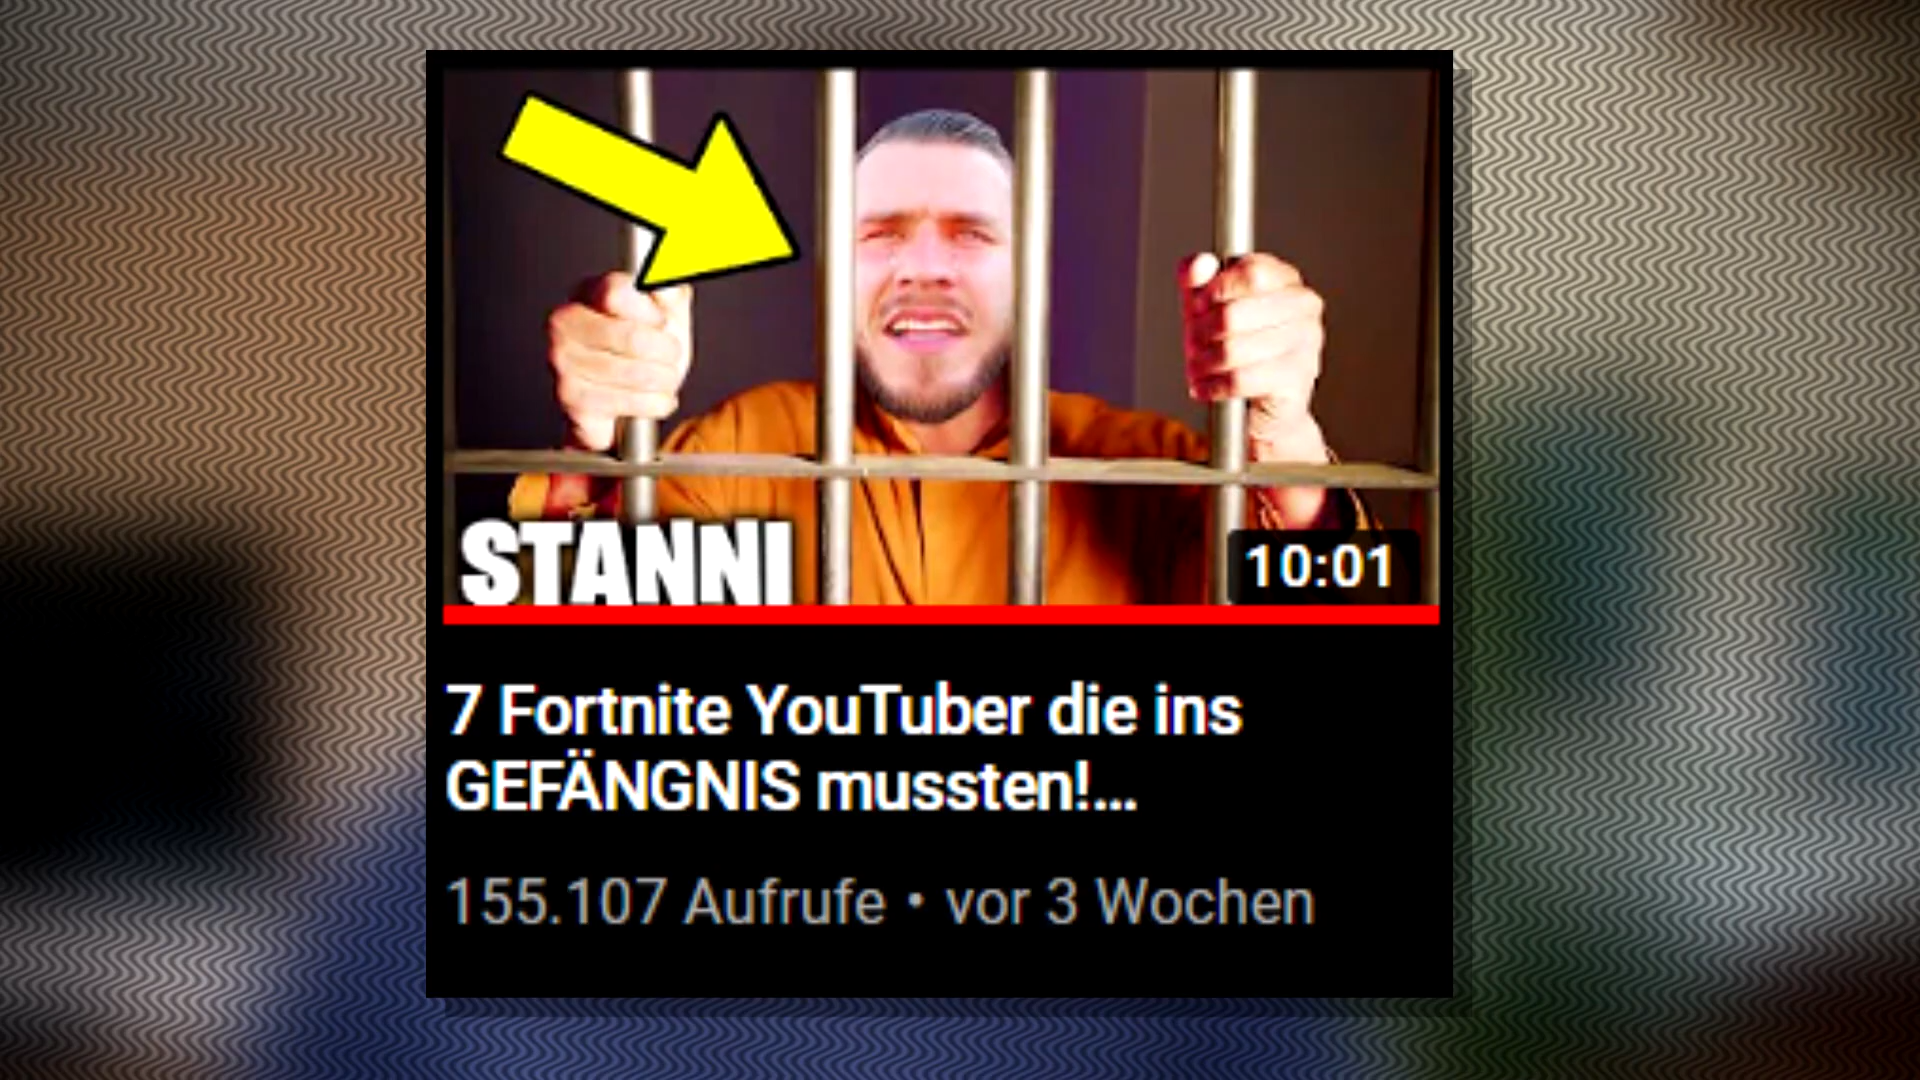 STANNI
10:01
7 Fortnite YouTuber die ins
GEFÄNGNIS mussten!...
155.107 Aufrufe • vor 3 Wochen